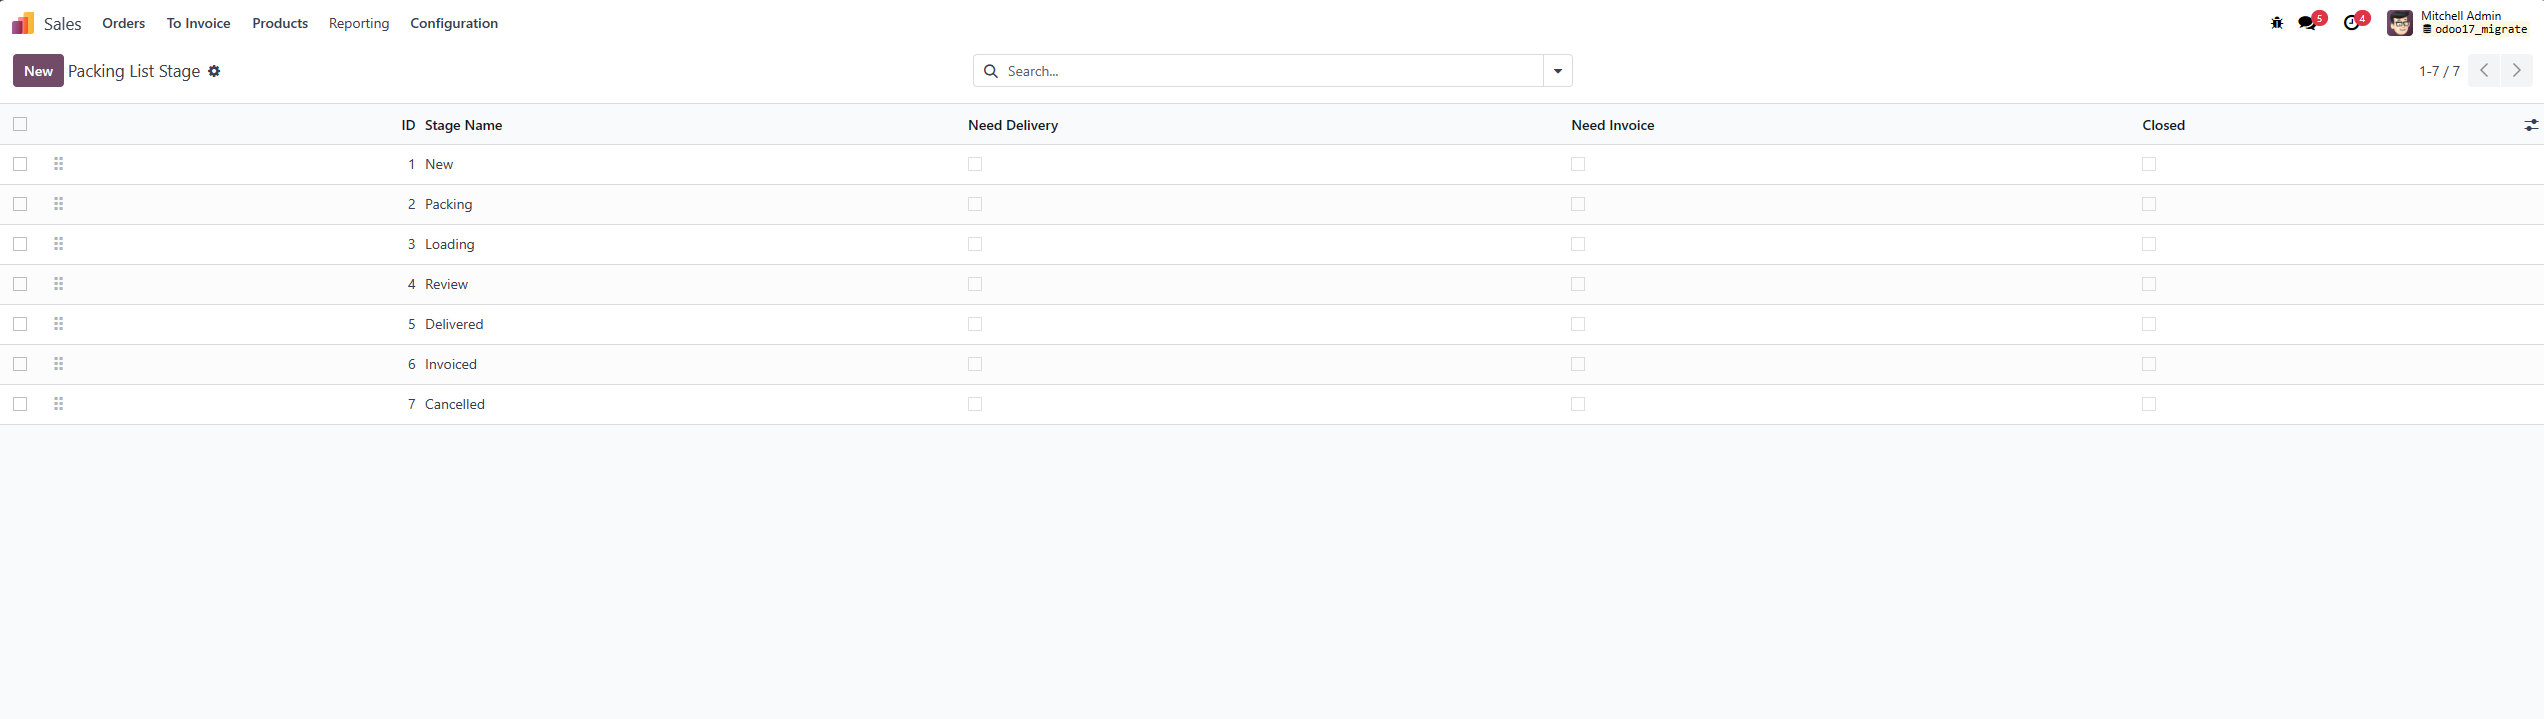 Sales Orders To Invoice Products Reporting Configuration 5 4 Mitchell Admin
odoo17_migrate
New Packing List Stage Search... 1-7 / 7
ID Stage Name Need Delivery Need Invoice Closed
1 New
2 Packing
3 Loading
4 Review
5 Delivered
6 Invoiced
7 Cancelled